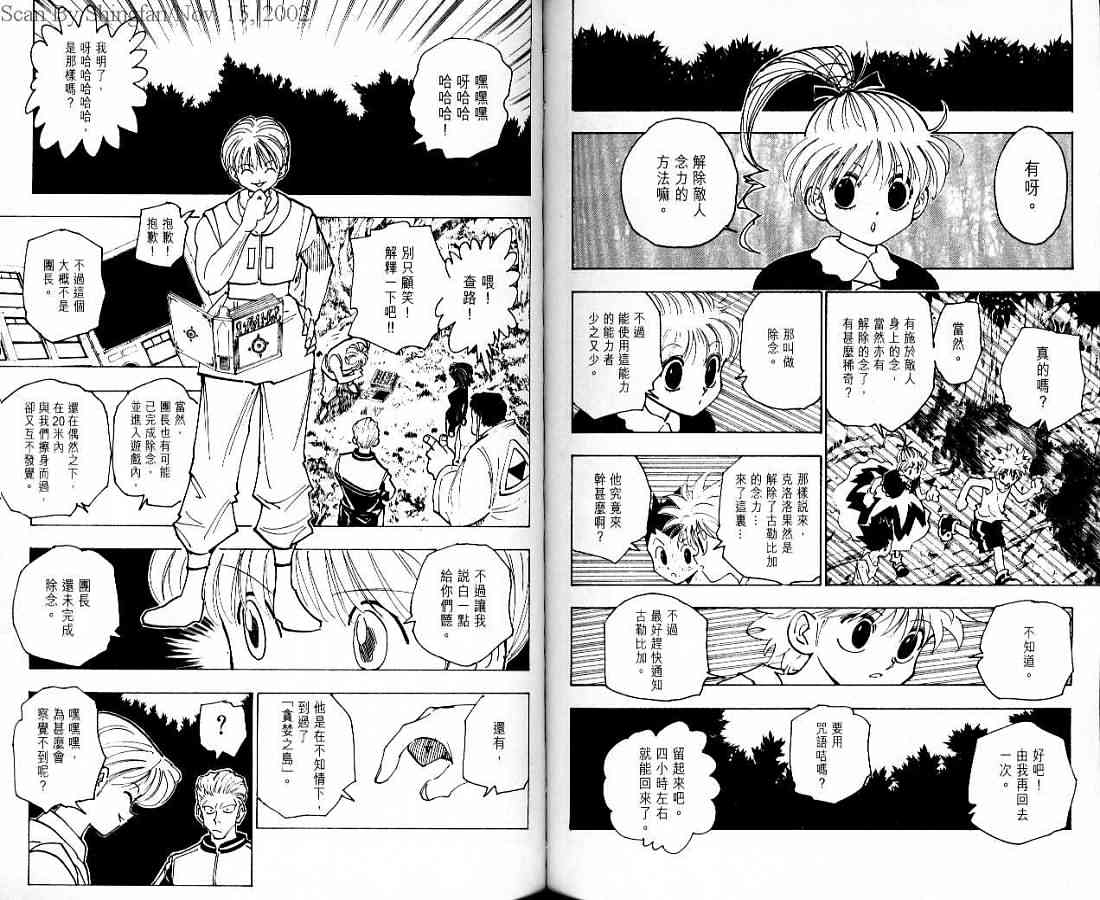 Scan By Shingfan/Nov. 15, 2002
有呀。
解除敵人
念力的
方法嘛。
真的嗎？
當然。
有施於敵人
身上的念，
當然亦有
解除的念了，
有甚麼稀奇？
那叫做
除念。
不過
能使用這能力
的能力者
少之又少。
那樣說來，
克洛洛果然是
解除了古勒比加
的念力…
來了這裏…
他究竟來
幹甚麼啊？
不知道。
不過
最好趕快通知
古勒比加。
好吧！
由我再回去
一次。
要用
咒語咭嗎？
留起來吧。
四小時左右
就能回來了。
嘿嘿嘿
呀哈哈
哈哈哈！
我明了，
呀哈哈哈哈哈，
是那樣嗎？
喂！
查路！
別只顧笑！
解釋一下吧!!
抱歉！
抱歉！
不過這個
大概不是
團長。
當然，
團長也有可能
已完成除念，
並進入遊戲內，
還在偶然之下，
在20米內
與我們擦身而過，
卻又互不發覺。
不過讓我
說白一點
給你們聽。
團長
還未完成
除念。
還有，
他是在不知情下，
到過了
「貪婪之島」。
？
嘿嘿嘿，
為甚麼會
察覺不到呢？